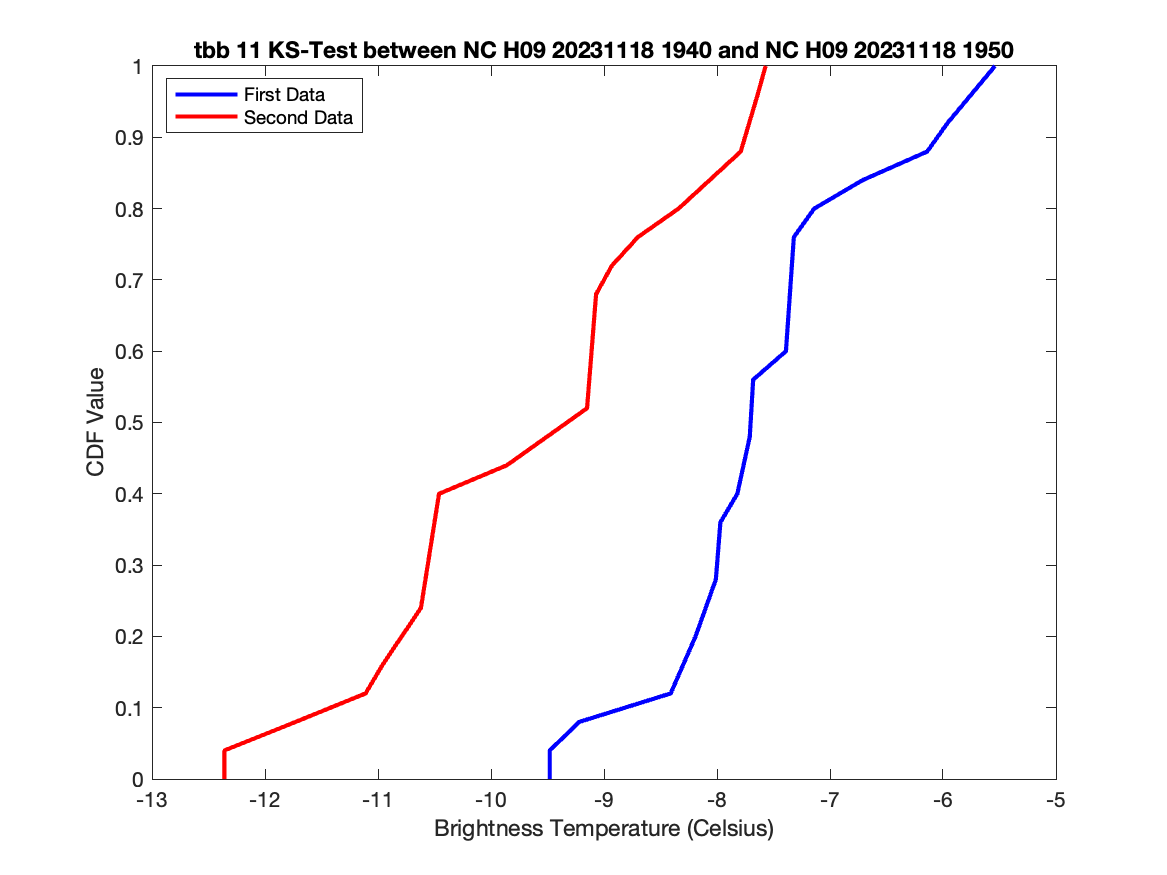 tbb 11 KS-Test between NC H09 20231118 1940 and NC H09 20231118 1950
First Data
Second Data
1
0.9
0.8
0.7
0.6
0.5
0.4
0.3
0.2
0.1
0
CDF Value
-13 -12 -11 -10 -9 -8 -7 -6 -5
Brightness Temperature (Celsius)